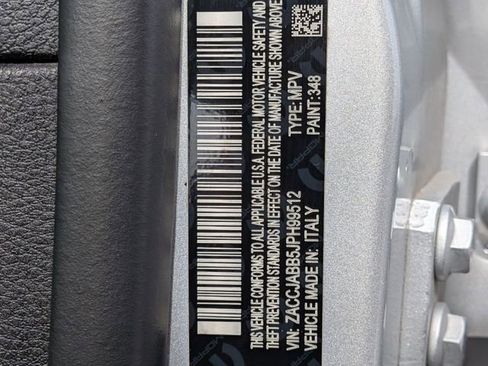 THIS VEHICLE CONFORMS TO ALL APPLICABLE U.S.A. FEDERAL MOTOR VEHICLE SAFETY AND
THEFT PREVENTION STANDARDS IN EFFECT ON THE DATE OF MANUFACTURE SHOWN ABOVE
VIN: ZACCJABB5JPH99512 TYPE: MPV
VEHICLE MADE IN: ITALY PAINT: 348